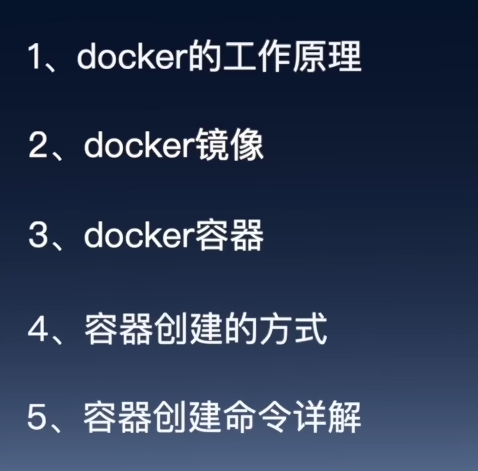 1、docker的工作原理
2、docker镜像
3、docker容器
4、容器创建的方式
5、容器创建命令详解